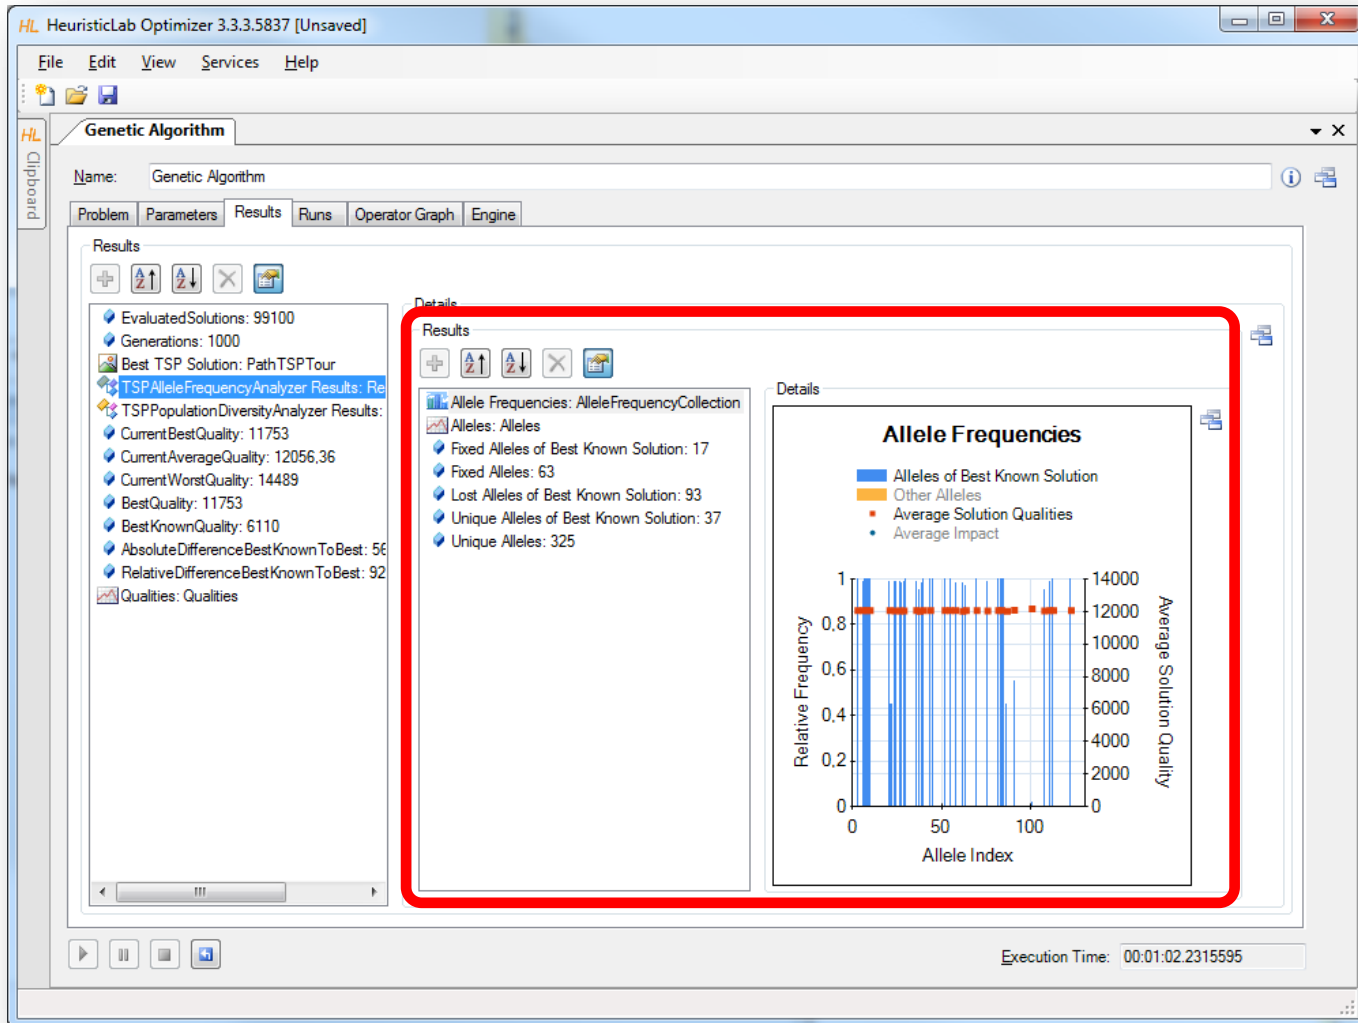 HL HeuristicLab Optimizer 3.3.3.5837 [Unsaved]
File Edit View Services Help
HL Clipboard
Genetic Algorithm
Name: Genetic Algorithm
Problem Parameters Results Runs Operator Graph Engine
Results
EvaluatedSolutions: 99100
Generations: 1000
Best TSP Solution: PathTSPTour
TSPAlleleFrequencyAnalyzer Results: Re
TSPPopulationDiversityAnalyzer Results:
CurrentBestQuality: 11753
CurrentAverageQuality: 12056,36
CurrentWorstQuality: 14489
BestQuality: 11753
BestKnownQuality: 6110
AbsoluteDifferenceBestKnownToBest: 56
RelativeDifferenceBestKnownToBest: 92
Qualities: Qualities
Details
Results
Allele Frequencies: AlleleFrequencyCollection
Alleles: Alleles
Fixed Alleles of Best Known Solution: 17
Fixed Alleles: 63
Lost Alleles of Best Known Solution: 93
Unique Alleles of Best Known Solution: 37
Unique Alleles: 325
Details
Allele Frequencies
Alleles of Best Known Solution
Other Alleles
Average Solution Qualities
Average Impact
Relative Frequency
1
0,8
0,6
0,4
0,2
0
14000
12000
10000
8000
6000
4000
2000
0
Average Solution Quality
0 50 100
Allele Index
Execution Time: 00:01:02.2315595